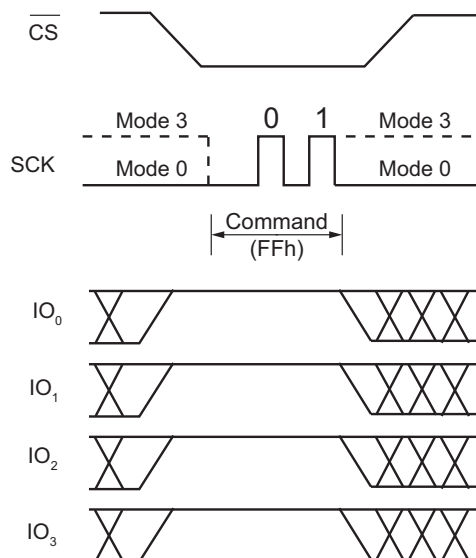 CS
0 1
Mode 3 Mode 3
SCK
Mode 0 Mode 0
Command
(FFh)
IO0
IO1
IO2
IO3